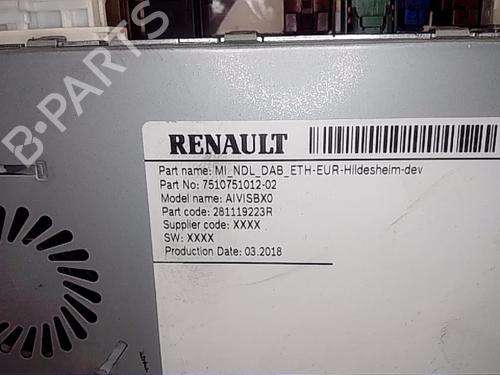 B-PARTS
RENAULT
Part name: MI_NDL_DAB_ETH-EUR-Hildesheim-dev
Part No: 7510751012-02
Model name: AIVISBX0
Part code: 281119223R
Supplier code: XXXX
SW: XXXX
Production Date: 03.2018